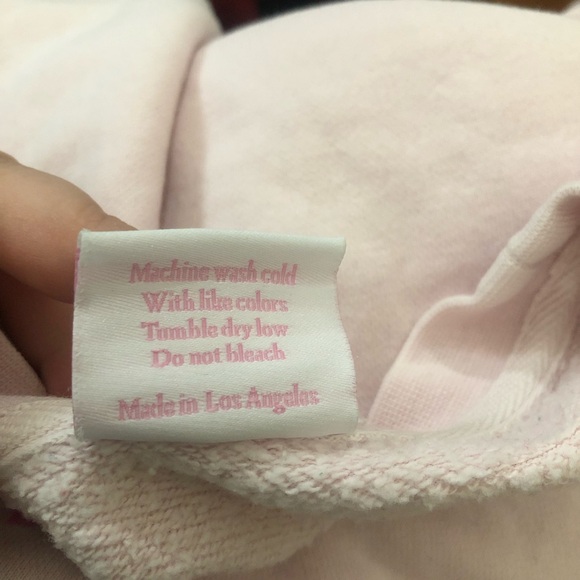 Machine wash cold
With like colors
Tumble dry low
Do not bleach
Made in Los Angeles